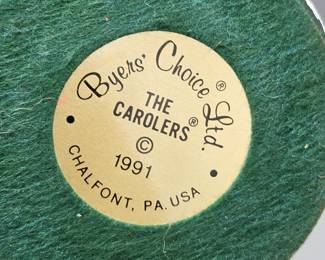 Byers' Choice® Ltd.
THE
CAROLERS®
©
1991
• CHALFONT, PA. USA •